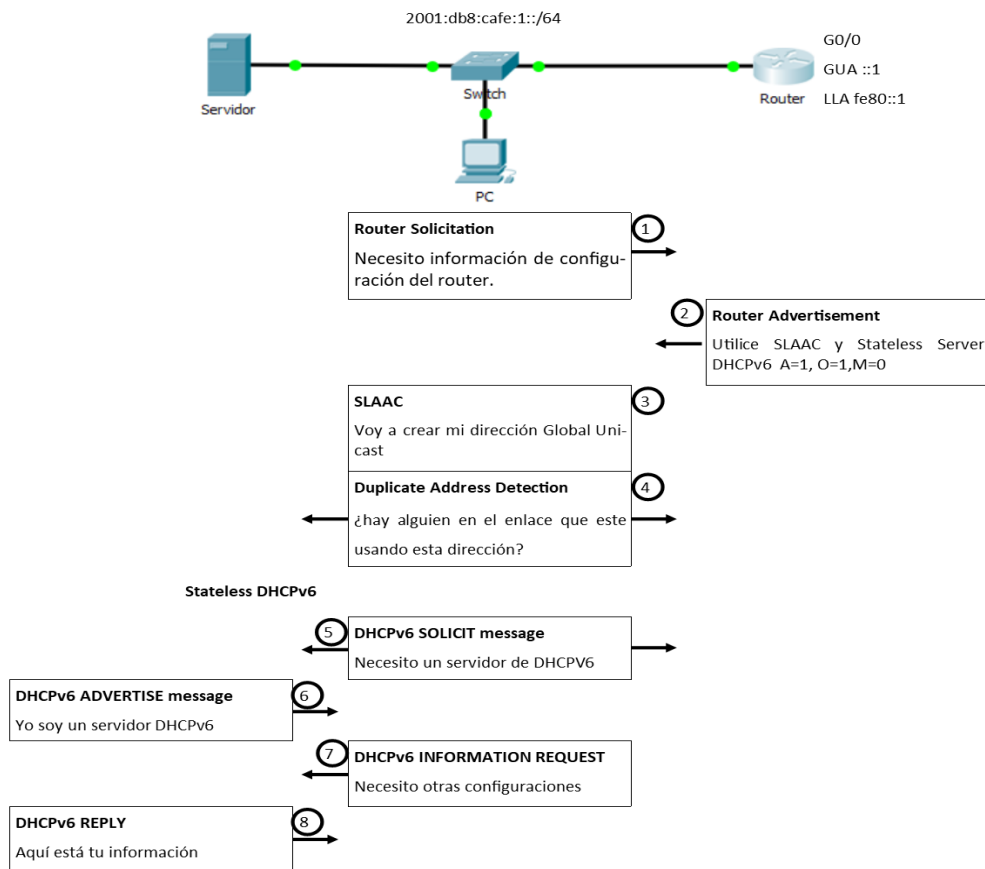 2001:db8:cafe:1::/64
G0/0
GUA ::1
LLA fe80::1
Servidor
Switch
Router
PC
Router Solicitation
1
Necesito información de configu-
ración del router.
2
Router Advertisement
Utilice SLAAC y Stateless Server
DHCPv6 A=1, O=1,M=0
SLAAC
3
Voy a crear mi dirección Global Uni-
cast
Duplicate Address Detection
4
¿hay alguien en el enlace que este
usando esta dirección?
Stateless DHCPv6
5
DHCPv6 SOLICIT message
Necesito un servidor de DHCPV6
DHCPv6 ADVERTISE message
6
Yo soy un servidor DHCPv6
7
DHCPv6 INFORMATION REQUEST
Necesito otras configuraciones
DHCPv6 REPLY
8
Aquí está tu información